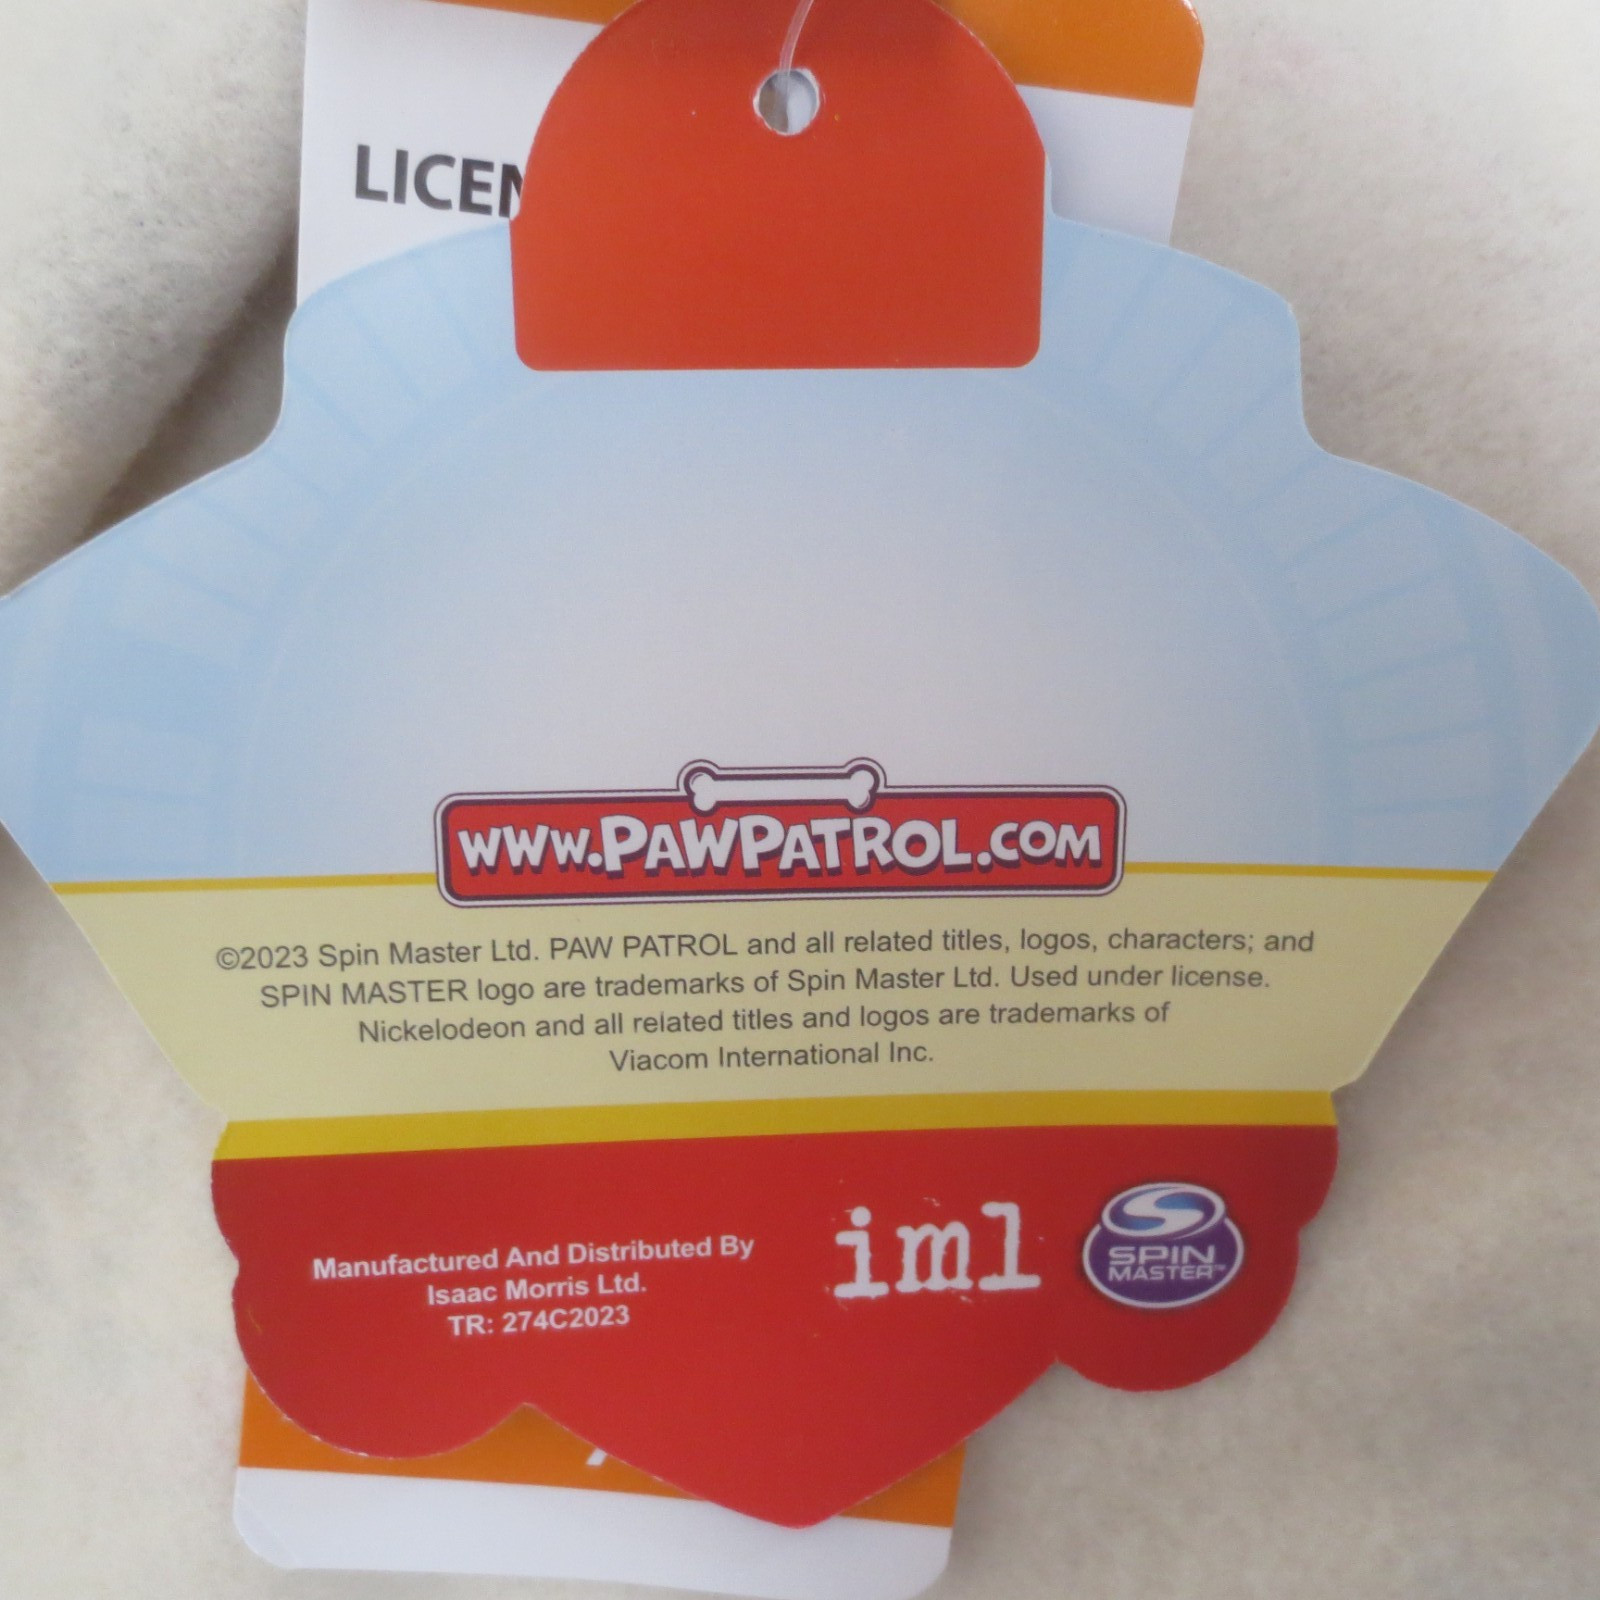 LICEN
www.PAWPATROL.COM
©2023 Spin Master Ltd. PAW PATROL and all related titles, logos, characters; and
SPIN MASTER logo are trademarks of Spin Master Ltd. Used under license.
Nickelodeon and all related titles and logos are trademarks of
Viacom International Inc.
Manufactured And Distributed By
Isaac Morris Ltd.
TR: 274C2023
iml
SPIN
MASTER™